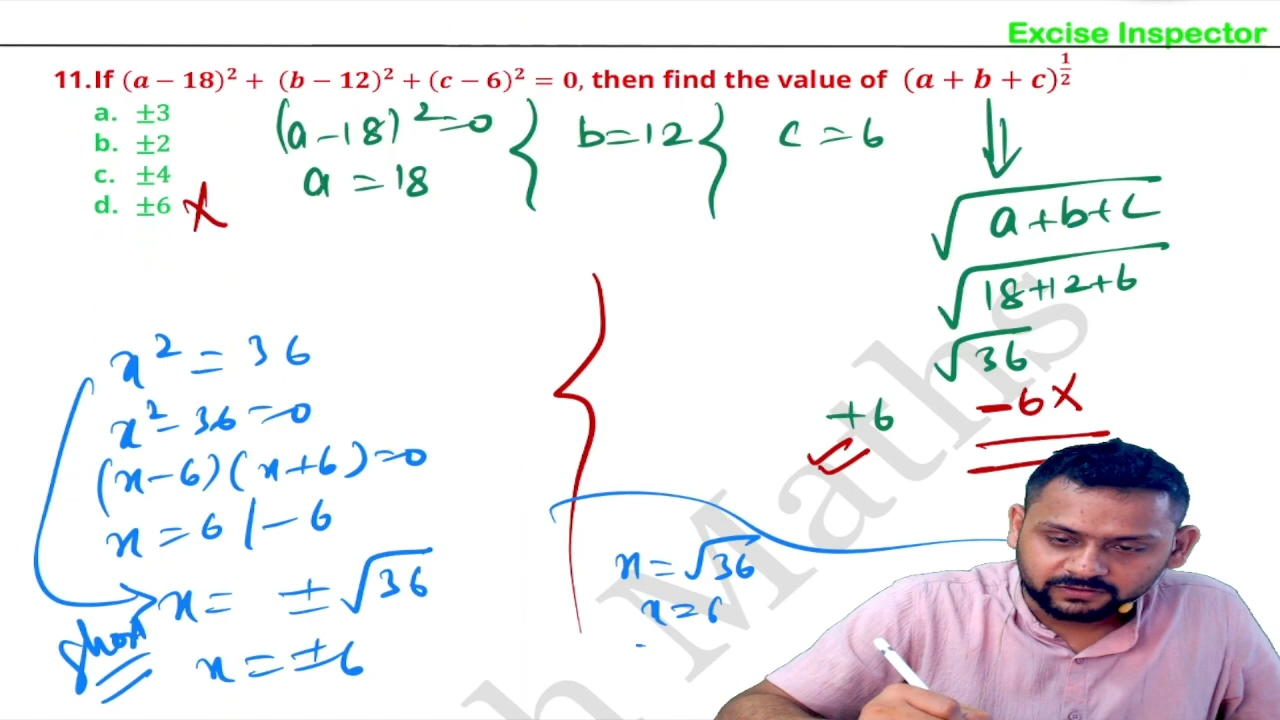 Excise Inspector
11.If (a − 18)² + (b − 12)² + (c − 6)² = 0, then find the value of (a + b + c)^½
a. ±3
b. ±2
c. ±4
d. ±6 X
(a-18)²=0
a = 18
b=12
c = 6
√a+b+c
√18+12+6
√36
+6
-6 X
x² = 36
x²-36=0
(x-6)(x+6)=0
x = 6 | -6
x = ±√36
short
x = ±6
x = √36
x = 6
Maths